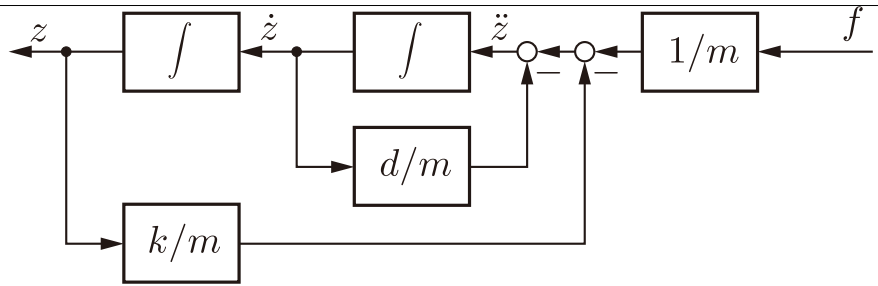 z ∫ ż ∫ z̈ − − 1/m f
d/m
k/m